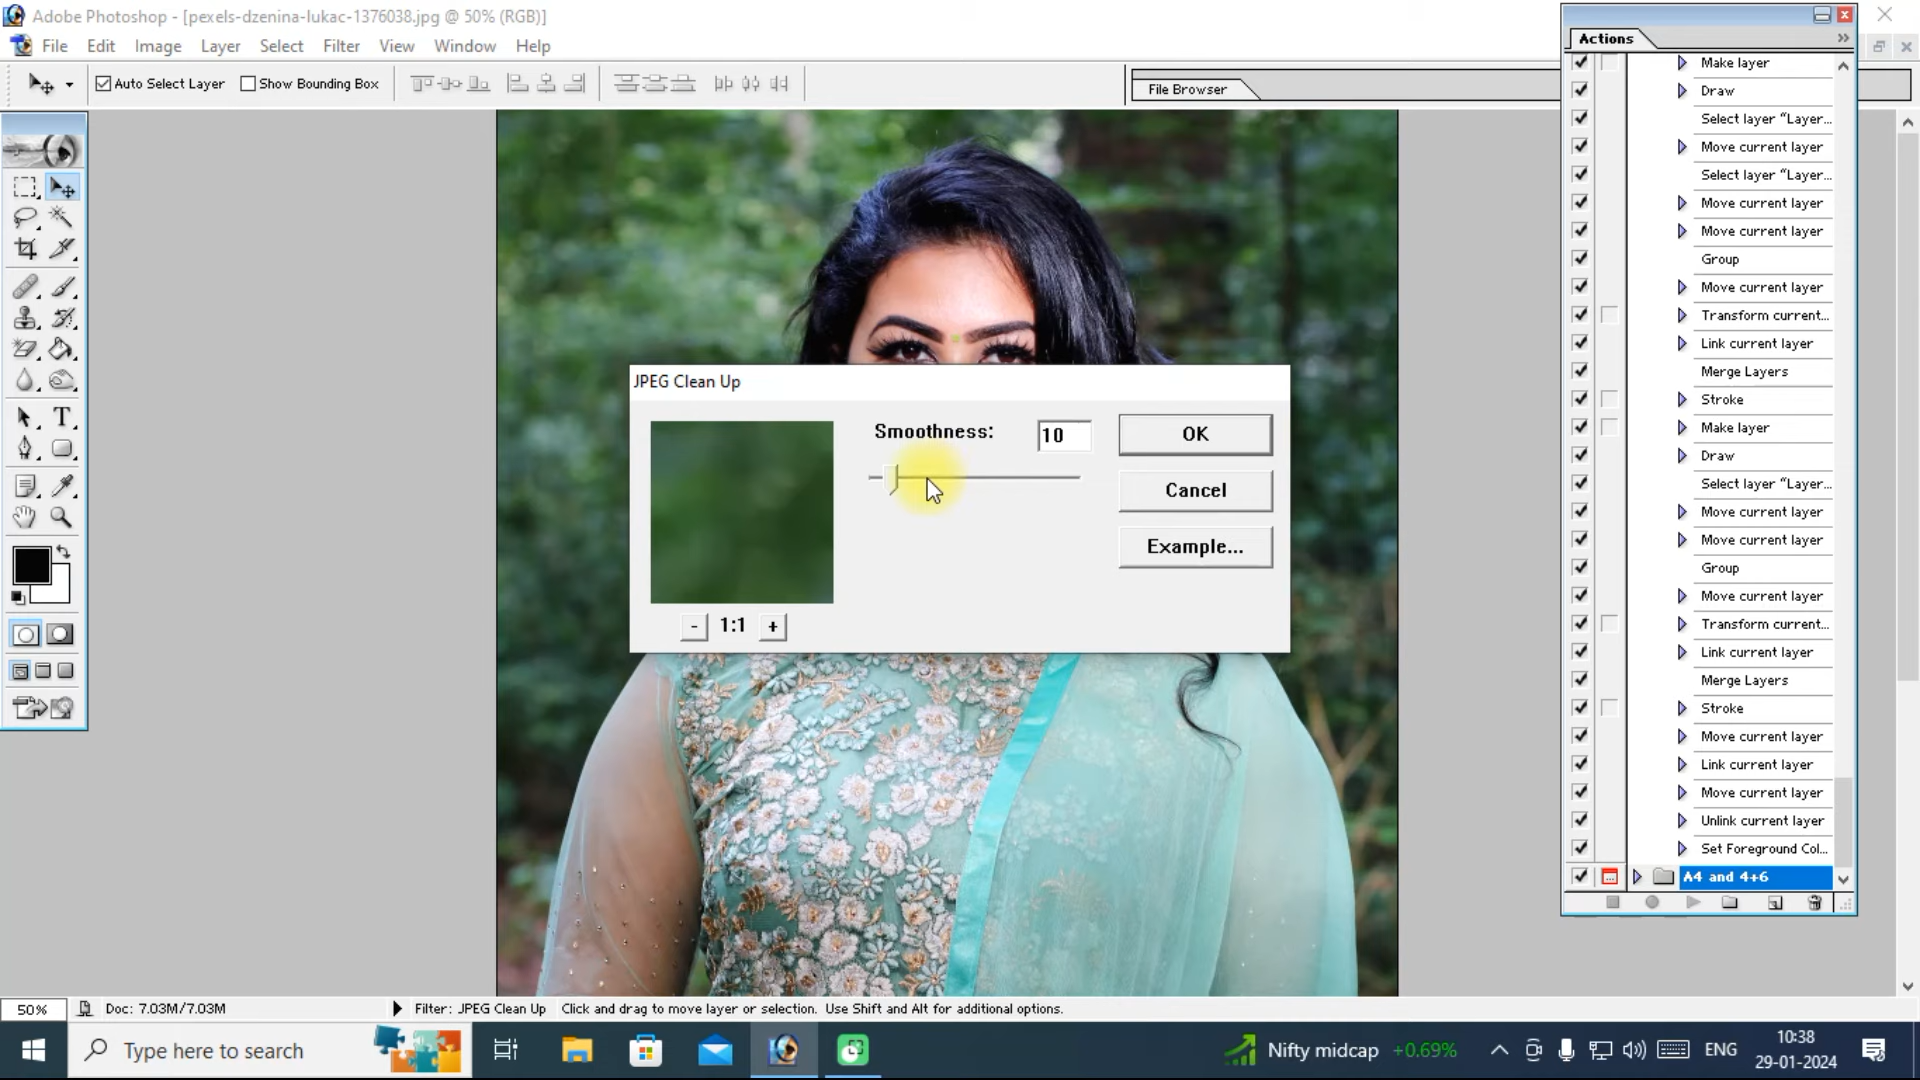 Adobe Photoshop - [pexels-dzenina-lukac-1376038.jpg @ 50% (RGB)]
File Edit Image Layer Select Filter View Window Help
Auto Select Layer Show Bounding Box
File Browser
Actions
Make layer
Draw
Select layer “Layer...
Move current layer
Select layer “Layer...
Move current layer
Move current layer
Group
Move current layer
Transform current...
Link current layer
Merge Layers
Stroke
Make layer
Draw
Select layer “Layer...
Move current layer
Move current layer
Group
Move current layer
Transform current...
Link current layer
Merge Layers
Stroke
Move current layer
Link current layer
Move current layer
Unlink current layer
Set Foreground Col...
A4 and 4+6
JPEG Clean Up
Smoothness: 10
OK
Cancel
Example...
- 1:1 +
50% Doc: 7.03M/7.03M Filter: JPEG Clean Up Click and drag to move layer or selection. Use Shift and Alt for additional options.
Type here to search
Nifty midcap +0.69%
ENG
10:38
29-01-2024